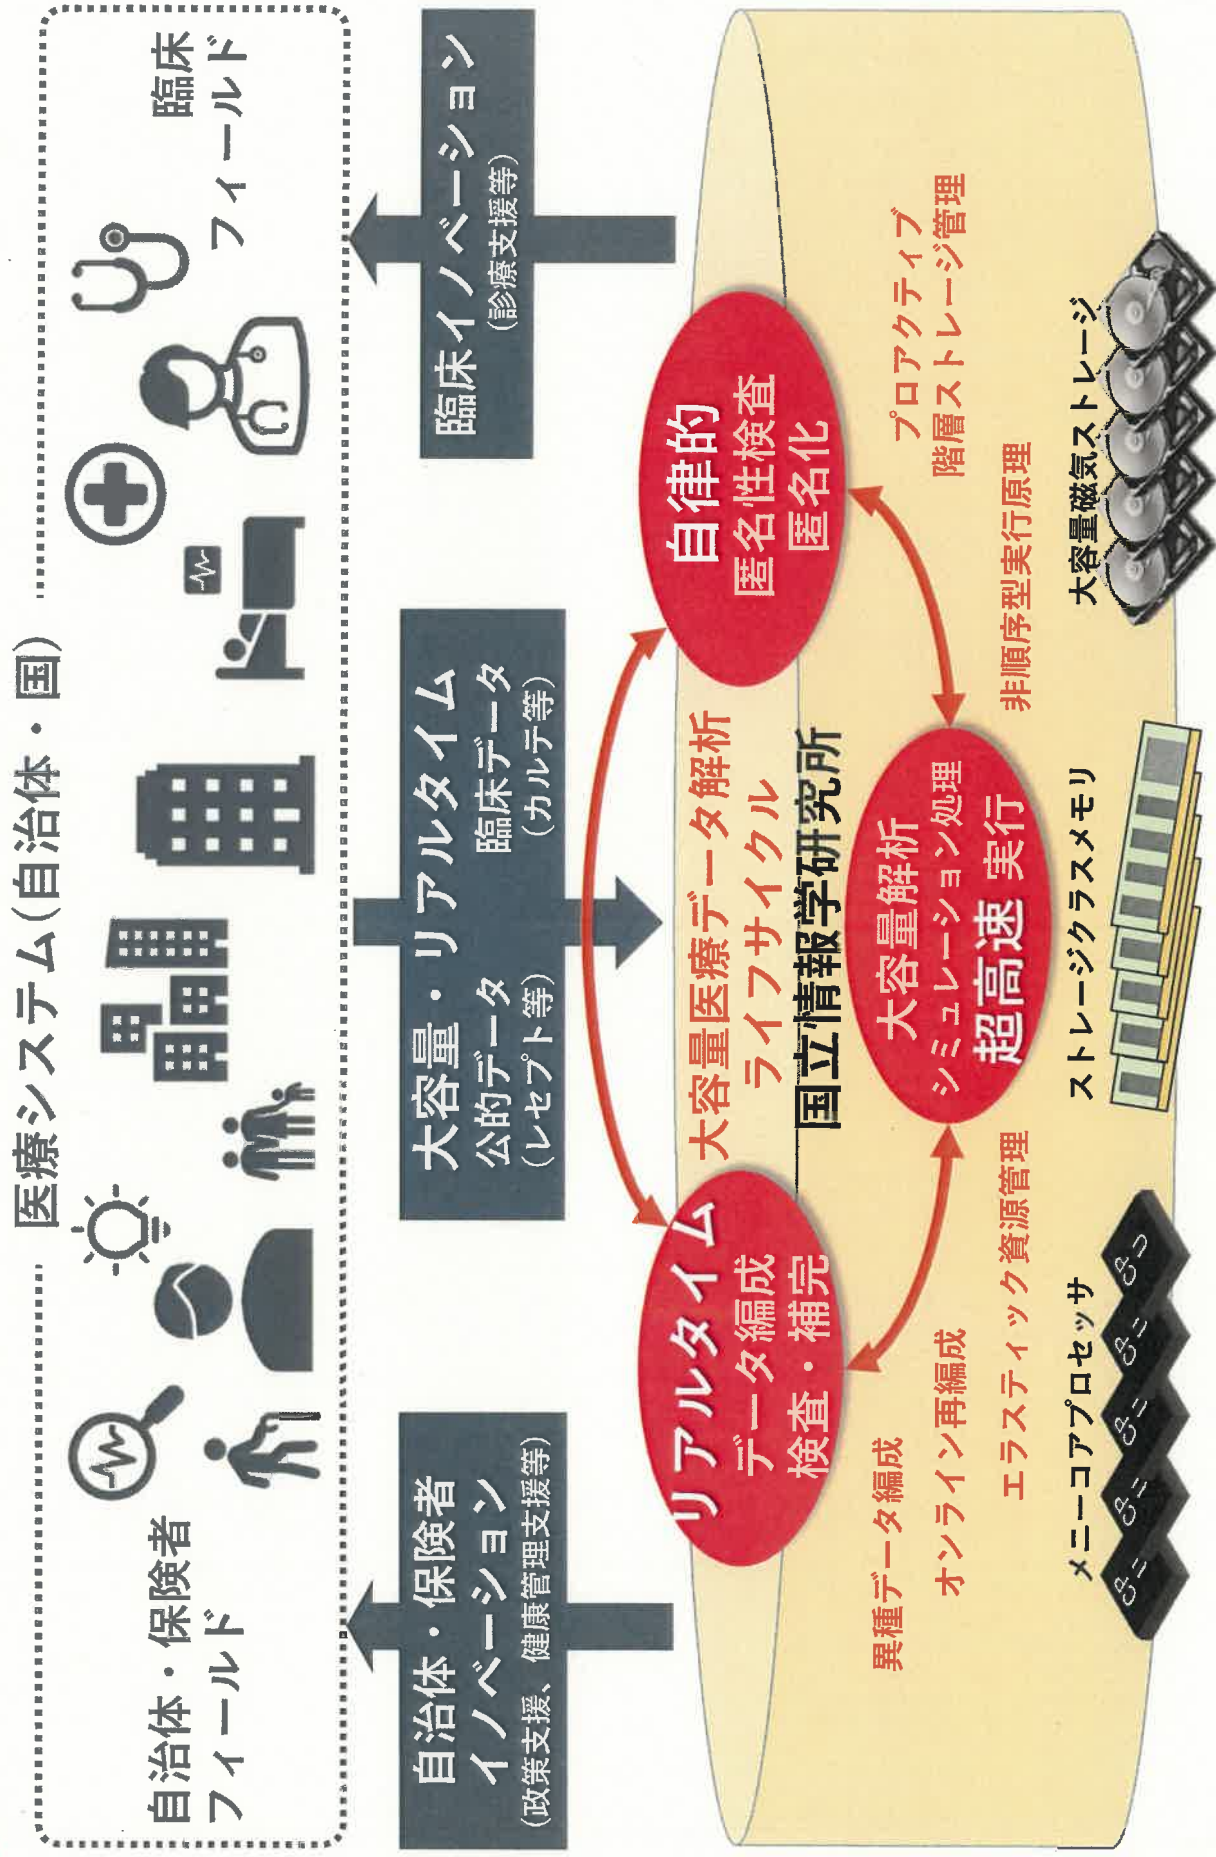 医療システム(自治体・国)
自治体・保険者
フィールド
臨床
フィールド
自治体・保険者
イノベーション
(政策支援、健康管理支援等)
大容量・リアルタイム
公的データ
(レセプト等)
臨床データ
(カルテ等)
臨床イノベーション
(診療支援等)
大容量医療データ解析
ライフサイクル
国立情報学研究所
リアルタイム
データ編成
検査・補完
大容量解析
シミュレーション処理
超高速 実行
自律的
匿名性検査
匿名化
異種データ編成
オンライン再編成
エラスティック資源管理
非順序型実行原理
プロアクティブ
階層ストレージ管理
メニーコアプロセッサ
ストレージクラスメモリ
大容量磁気ストレージ